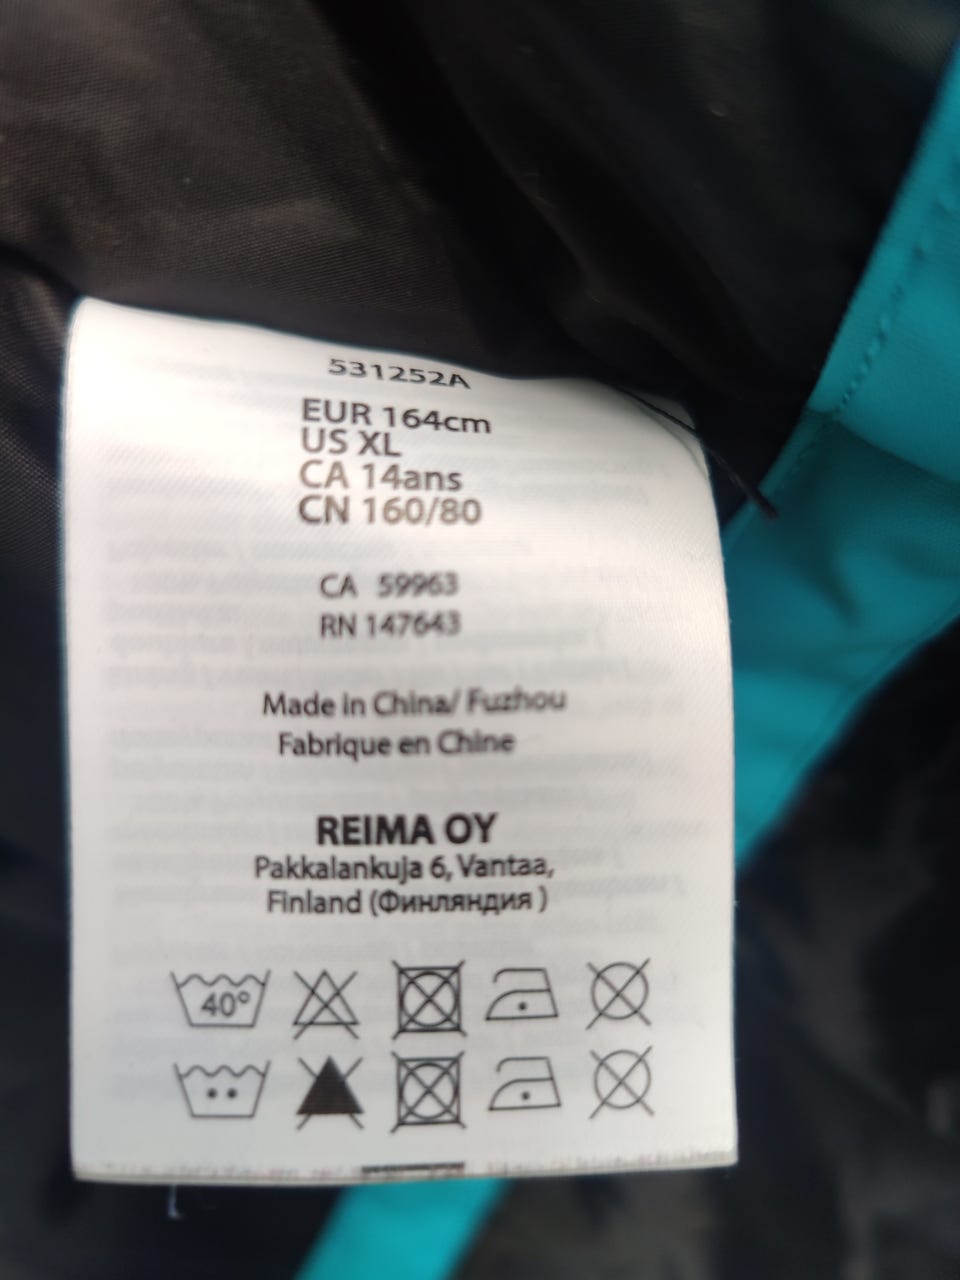 531252A
EUR 164cm
US XL
CA 14ans
CN 160/80
CA 59963
RN 147643
Made in China/ Fuzhou
Fabrique en Chine
REIMA OY
Pakkalankuja 6, Vantaa,
Finland (Финляндия )
40°